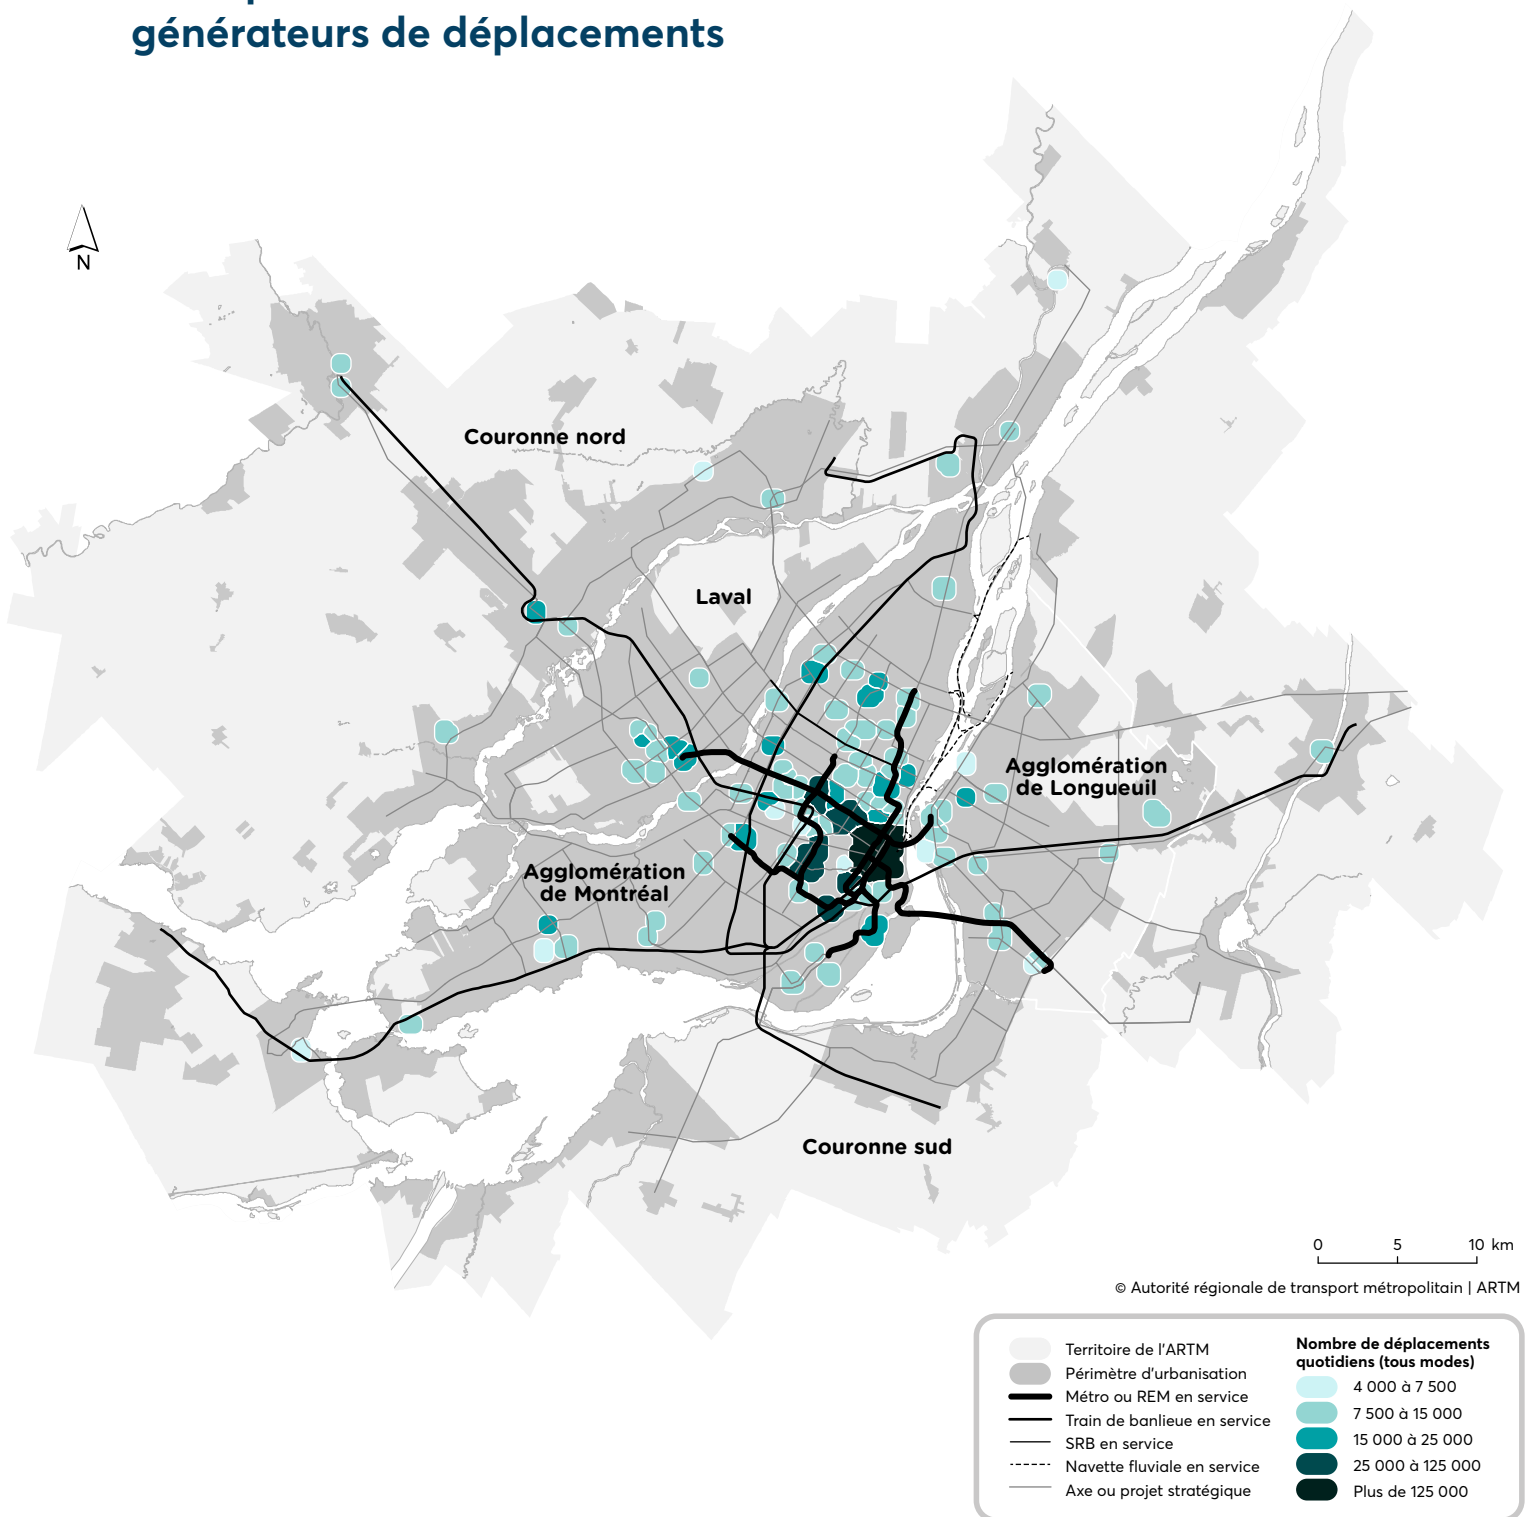 générateurs de déplacements
N
Couronne nord
Laval
Agglomération
de Longueuil
Agglomération
de Montréal
Couronne sud
0 5 10 km
© Autorité régionale de transport métropolitain | ARTM
Territoire de l'ARTM
Périmètre d'urbanisation
Métro ou REM en service
Train de banlieue en service
SRB en service
Navette fluviale en service
Axe ou projet stratégique
Nombre de déplacements
quotidiens (tous modes)
4 000 à 7 500
7 500 à 15 000
15 000 à 25 000
25 000 à 125 000
Plus de 125 000